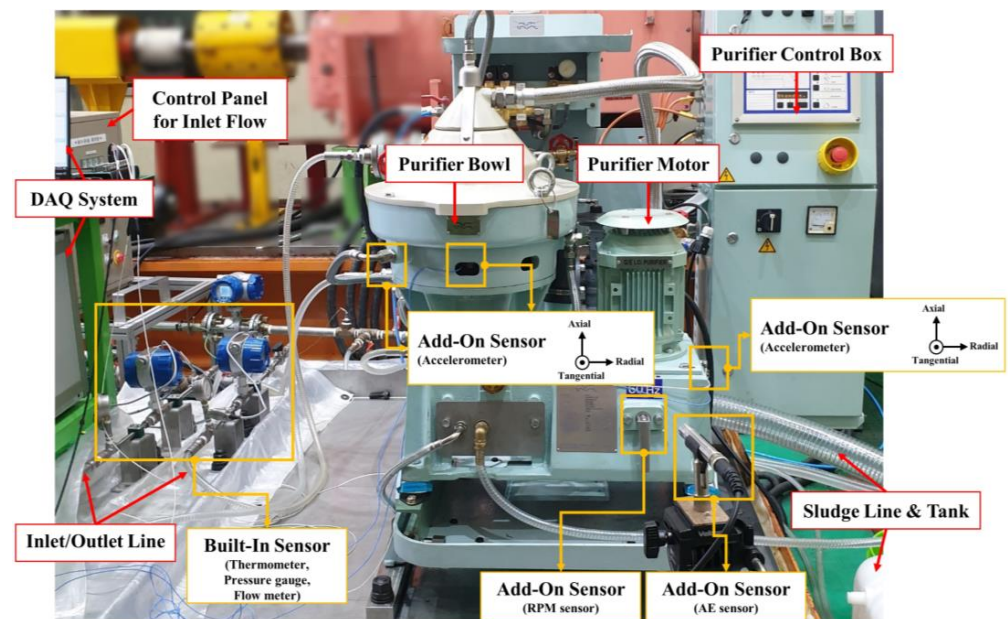 Purifier Control Box
Control Panel
for Inlet Flow
Purifier Bowl
Purifier Motor
DAQ System
Add-On Sensor
(Accelerometer)
Axial
Radial
Tangential
Add-On Sensor
(Accelerometer)
Axial
Radial
Tangential
60 HZ
Inlet/Outlet Line
Built-In Sensor
(Thermometer,
Pressure gauge,
Flow meter)
Sludge Line & Tank
Add-On Sensor
(RPM sensor)
Add-On Sensor
(AE sensor)